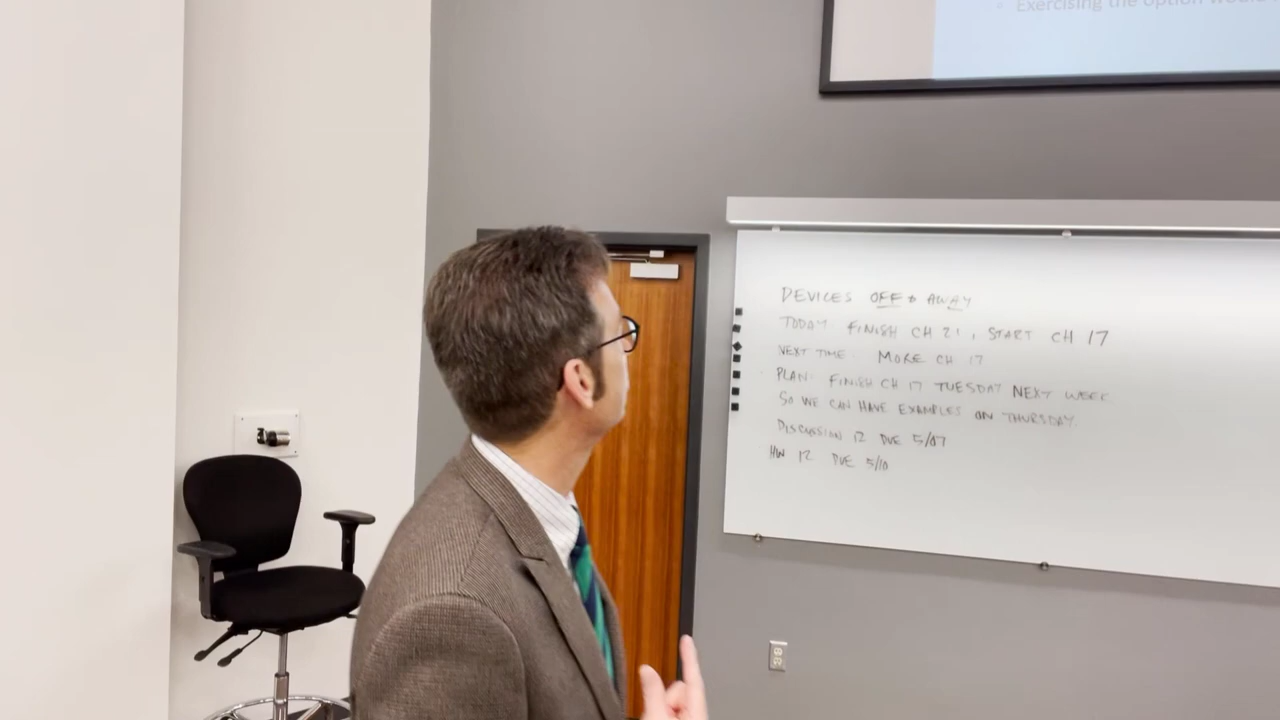 • Exercising the option would
DEVICES OFF & AWAY
TODAY: FINISH CH 21, START CH 17
NEXT TIME: MORE CH 17
PLAN: FINISH CH 17 TUESDAY NEXT WEEK
SO WE CAN HAVE EXAMPLES ON THURSDAY.
DISCUSSION 12 DUE 5/07
HW 12 DUE 5/10